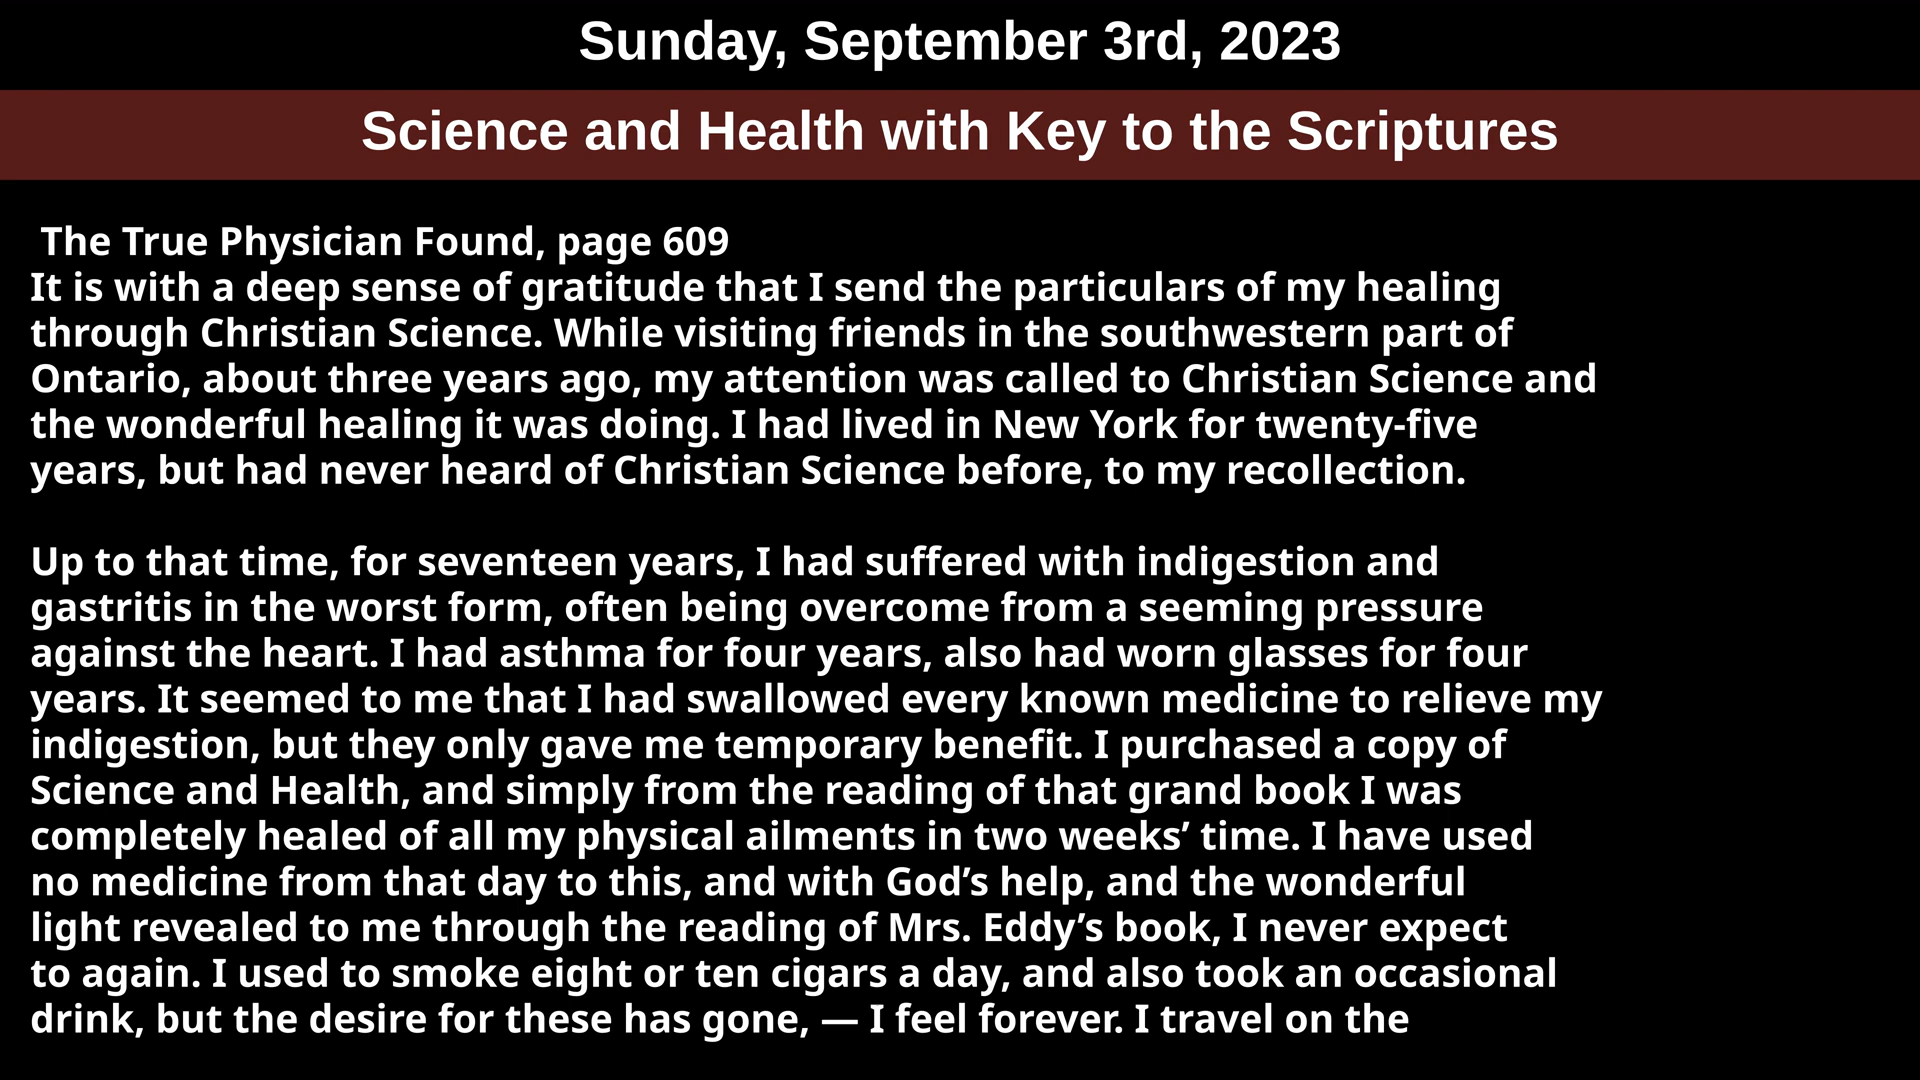 Sunday, September 3rd, 2023
Science and Health with Key to the Scriptures
The True Physician Found, page 609
It is with a deep sense of gratitude that I send the particulars of my healing
through Christian Science. While visiting friends in the southwestern part of
Ontario, about three years ago, my attention was called to Christian Science and
the wonderful healing it was doing. I had lived in New York for twenty-five
years, but had never heard of Christian Science before, to my recollection.
Up to that time, for seventeen years, I had suffered with indigestion and
gastritis in the worst form, often being overcome from a seeming pressure
against the heart. I had asthma for four years, also had worn glasses for four
years. It seemed to me that I had swallowed every known medicine to relieve my
indigestion, but they only gave me temporary benefit. I purchased a copy of
Science and Health, and simply from the reading of that grand book I was
completely healed of all my physical ailments in two weeks’ time. I have used
no medicine from that day to this, and with God’s help, and the wonderful
light revealed to me through the reading of Mrs. Eddy’s book, I never expect
to again. I used to smoke eight or ten cigars a day, and also took an occasional
drink, but the desire for these has gone, — I feel forever. I travel on the